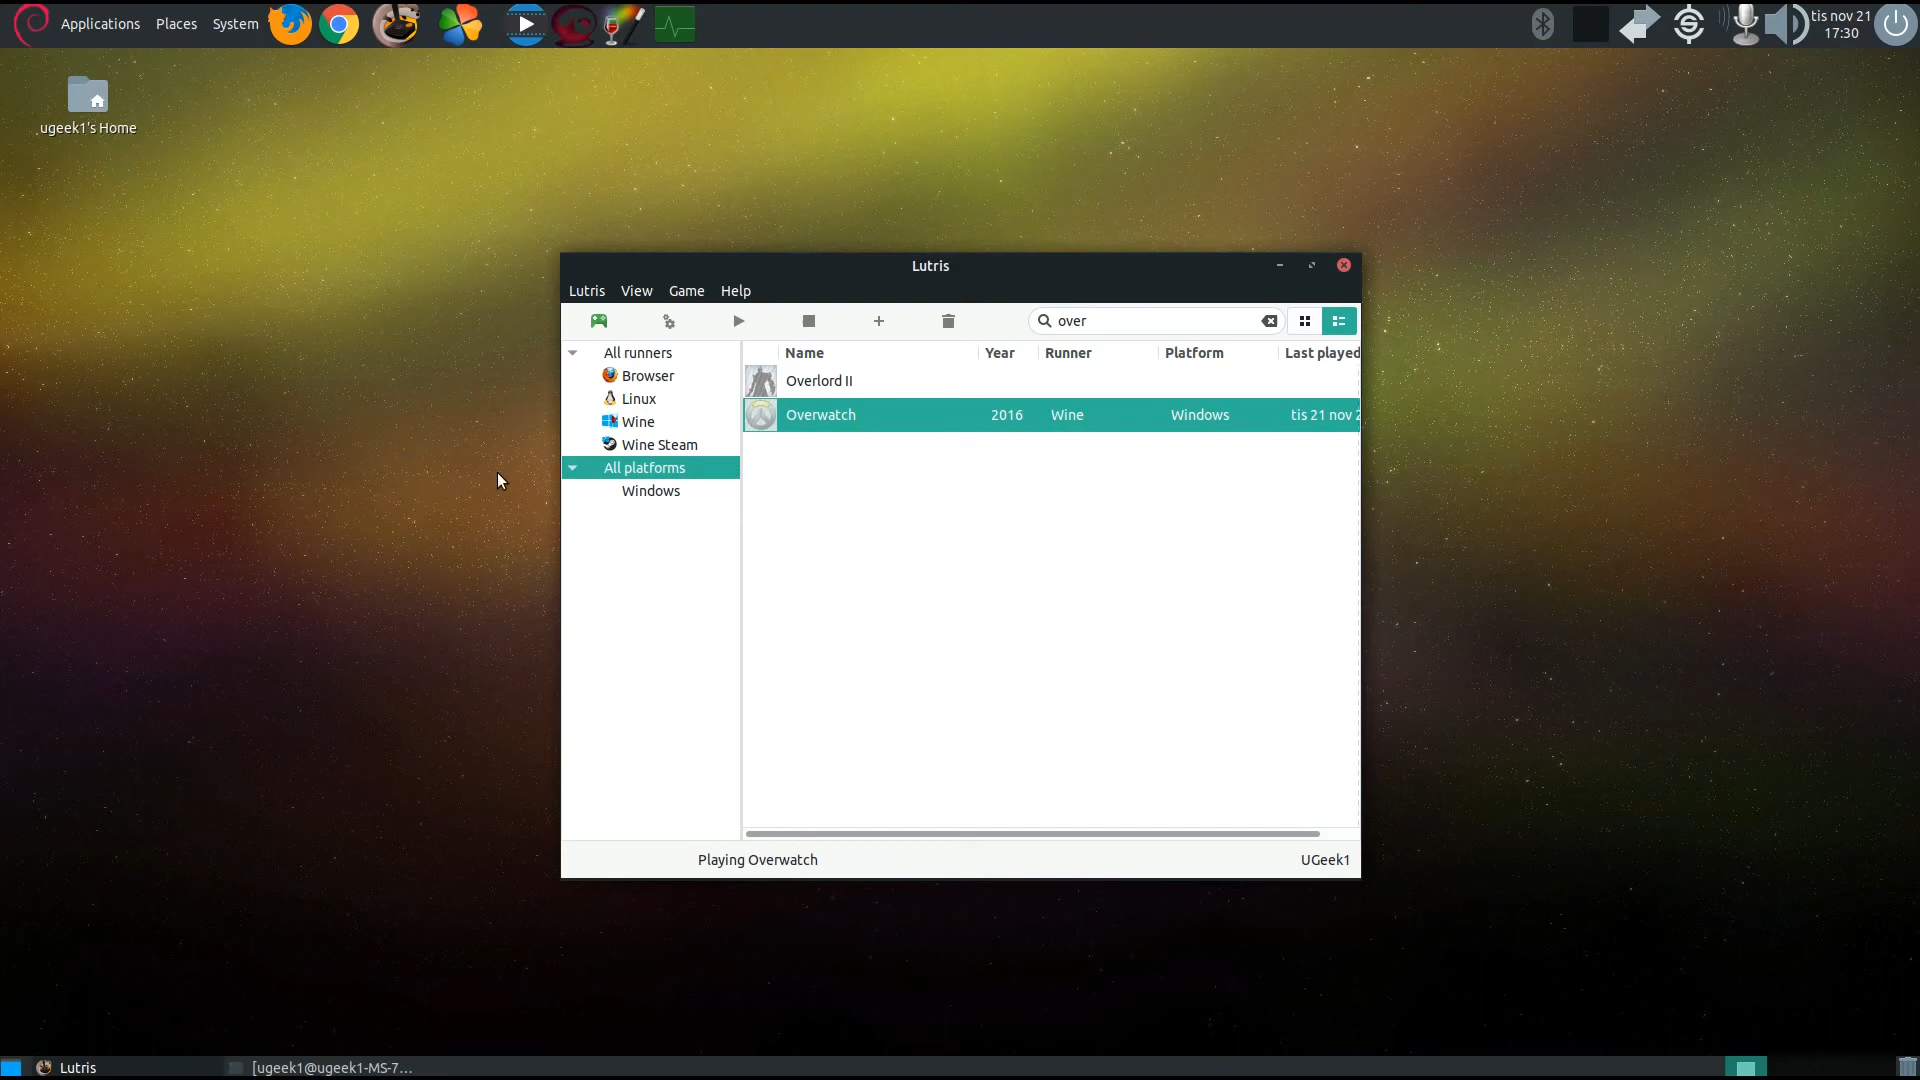 Applications Places System
tis nov 21
17:30
ugeek1's Home
Lutris
Lutris View Game Help
over
All runners
Browser
Linux
Wine
Wine Steam
All platforms
Windows
Name Year Runner Platform Last played
Overlord II
Overwatch 2016 Wine Windows tis 21 nov 2
Playing Overwatch UGeek1
Lutris [ugeek1@ugeek1-MS-7...